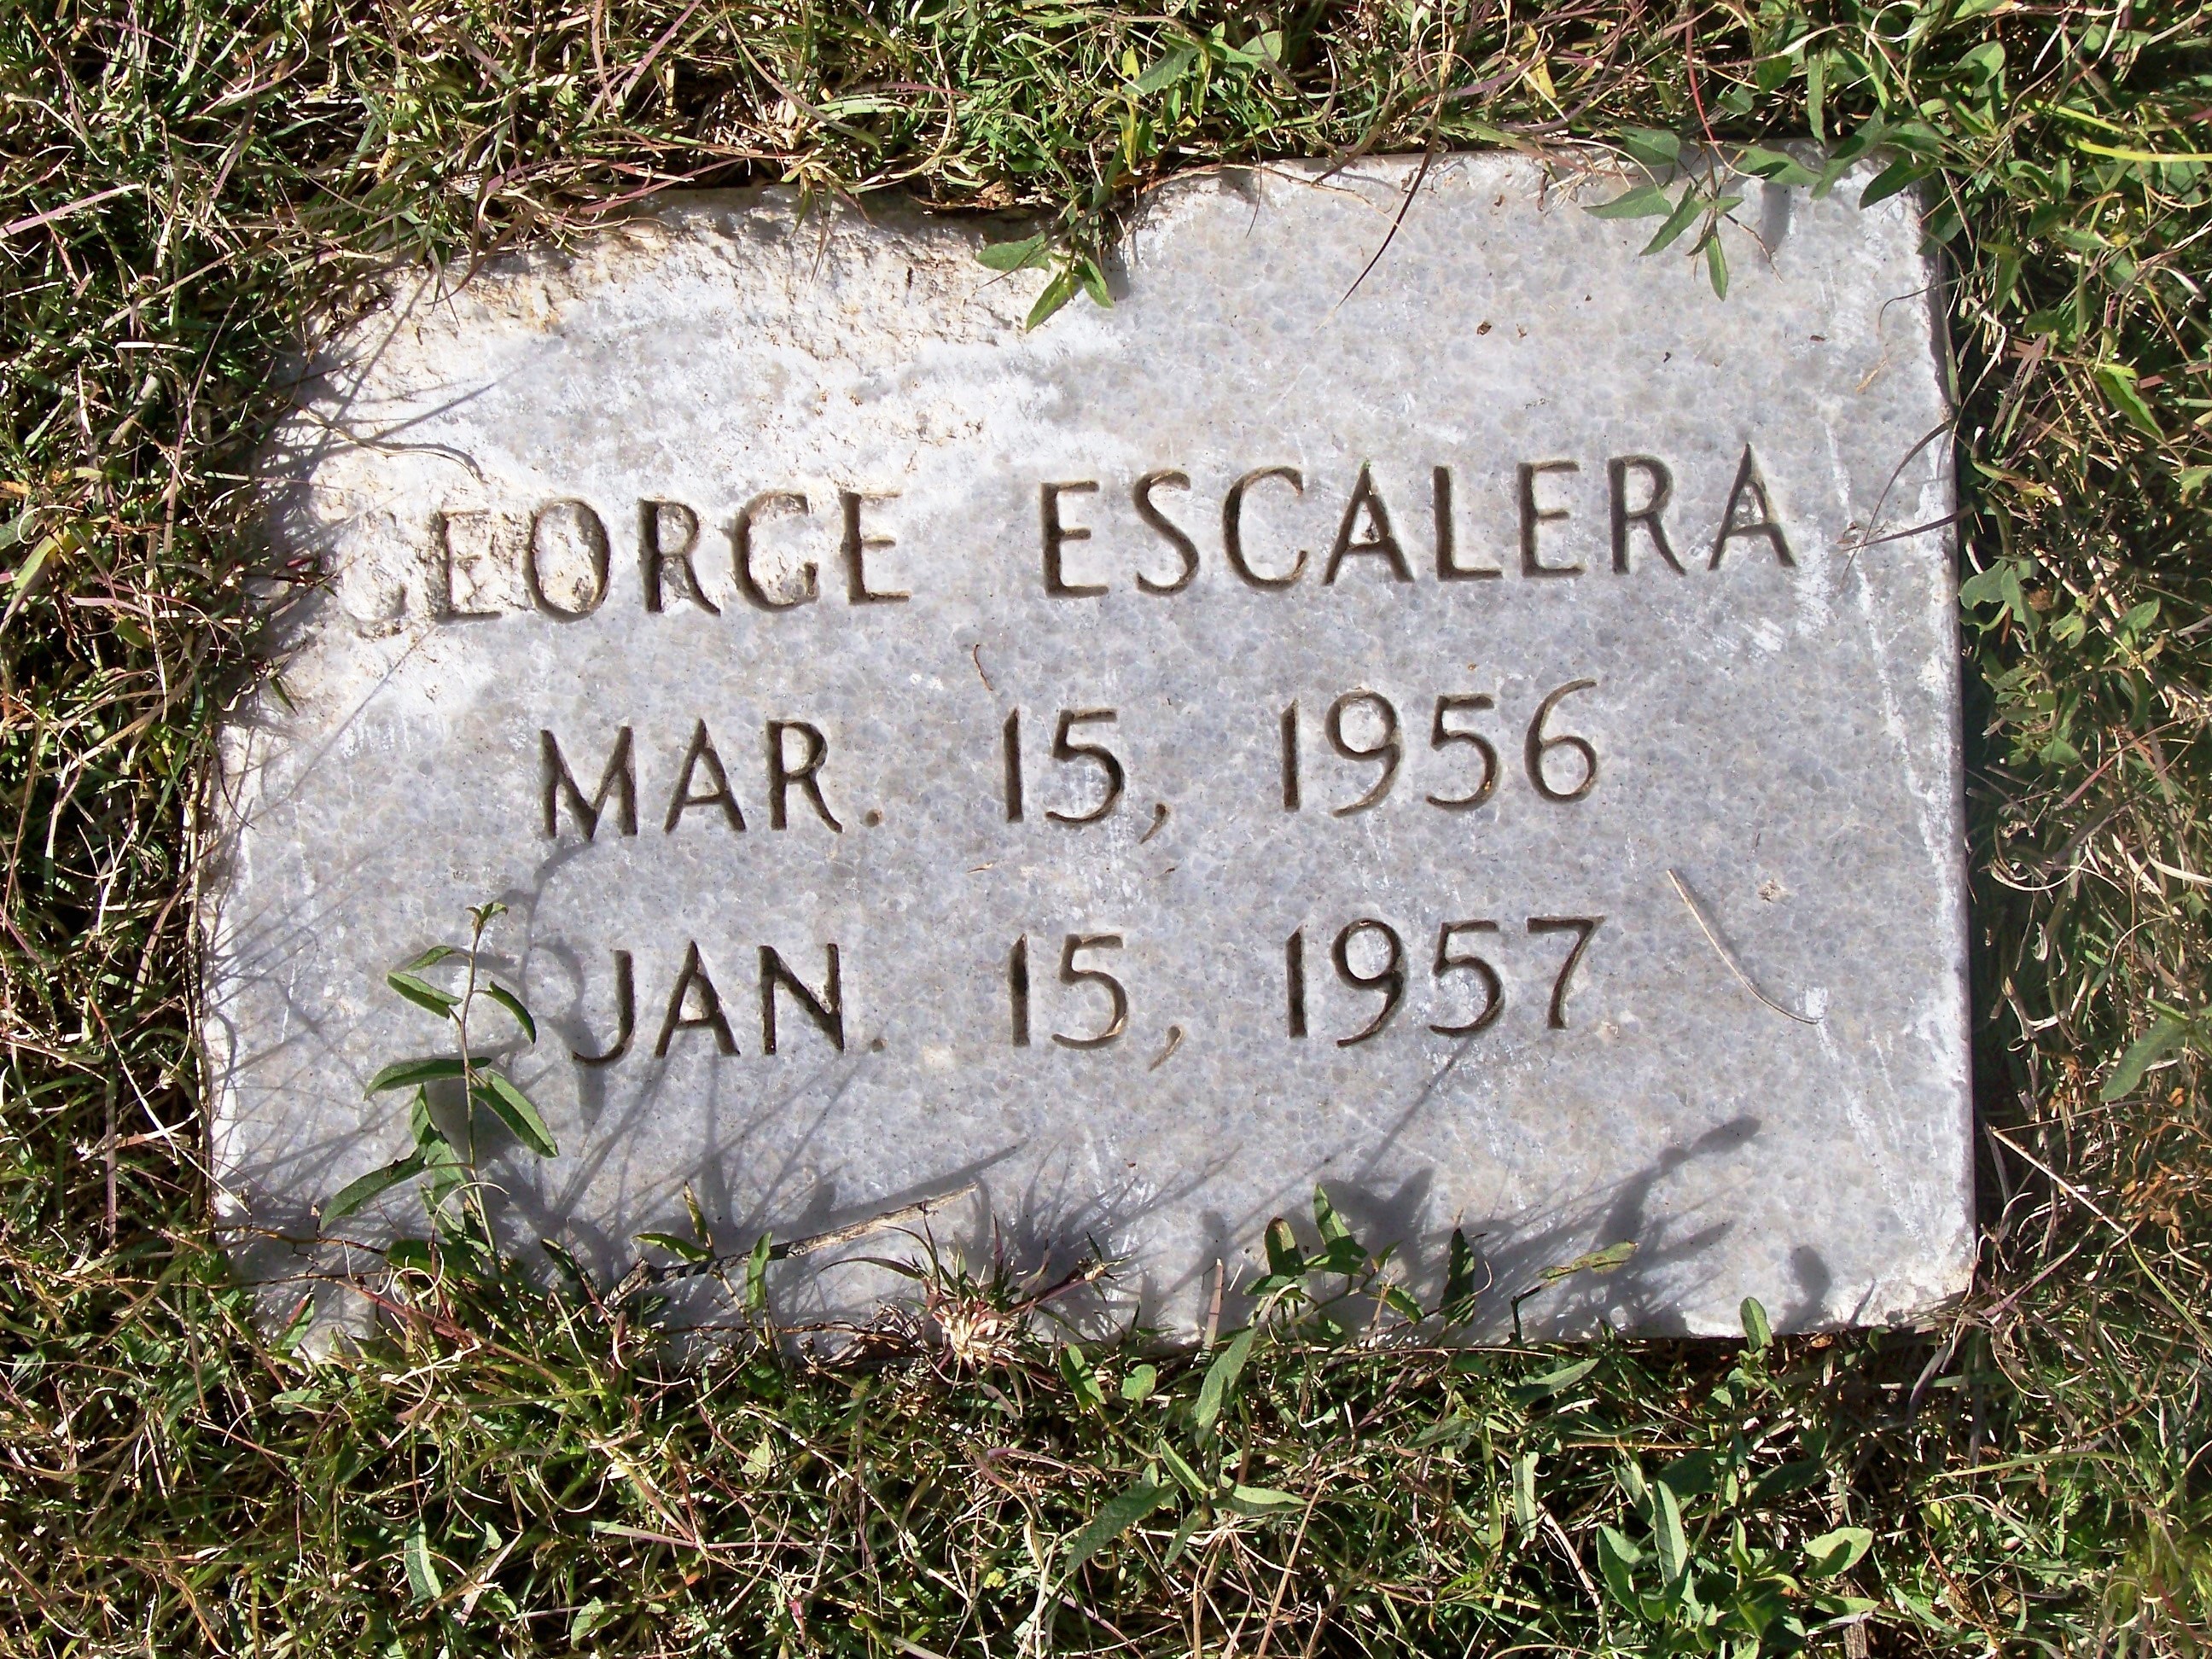 GEORGE ESCALERA
MAR. 15, 1956
JAN. 15, 1957